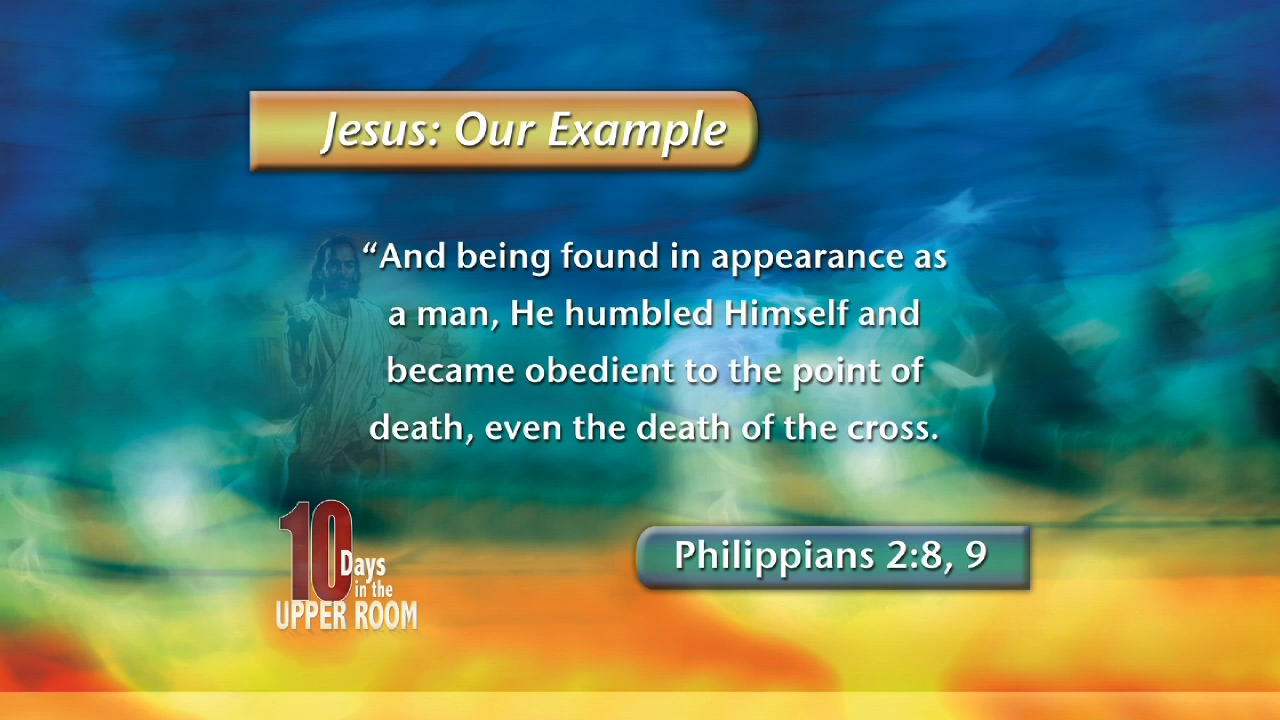 Jesus: Our Example
“And being found in appearance as
a man, He humbled Himself and
became obedient to the point of
death, even the death of the cross.
Philippians 2:8, 9
10
Days
in the
UPPER ROOM